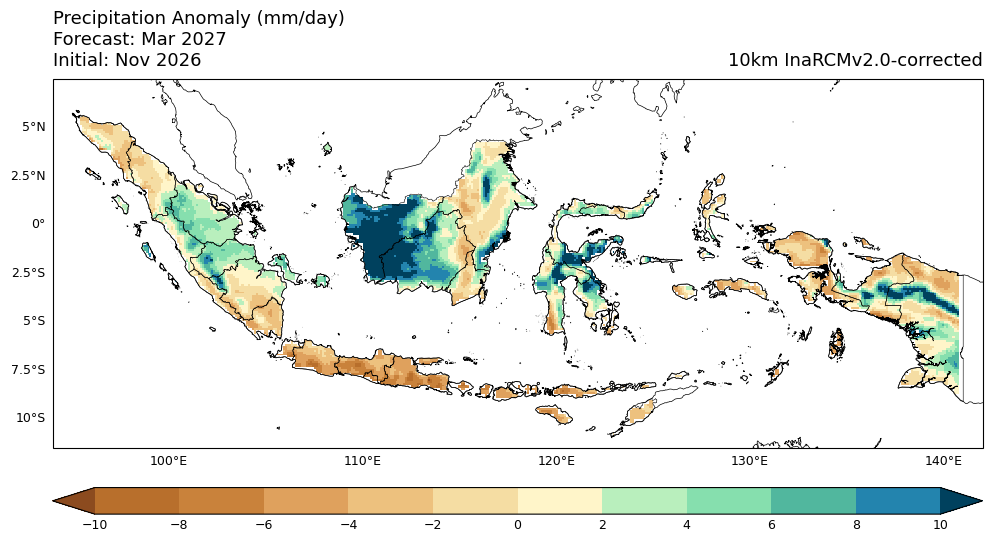 Precipitation Anomaly (mm/day)
Forecast: Mar 2027
Initial: Nov 2026
10km InaRCMv2.0-corrected
5°N
2.5°N
0°
2.5°S
5°S
7.5°S
10°S
100°E 110°E 120°E 130°E 140°E
−10 −8 −6 −4 −2 0 2 4 6 8 10